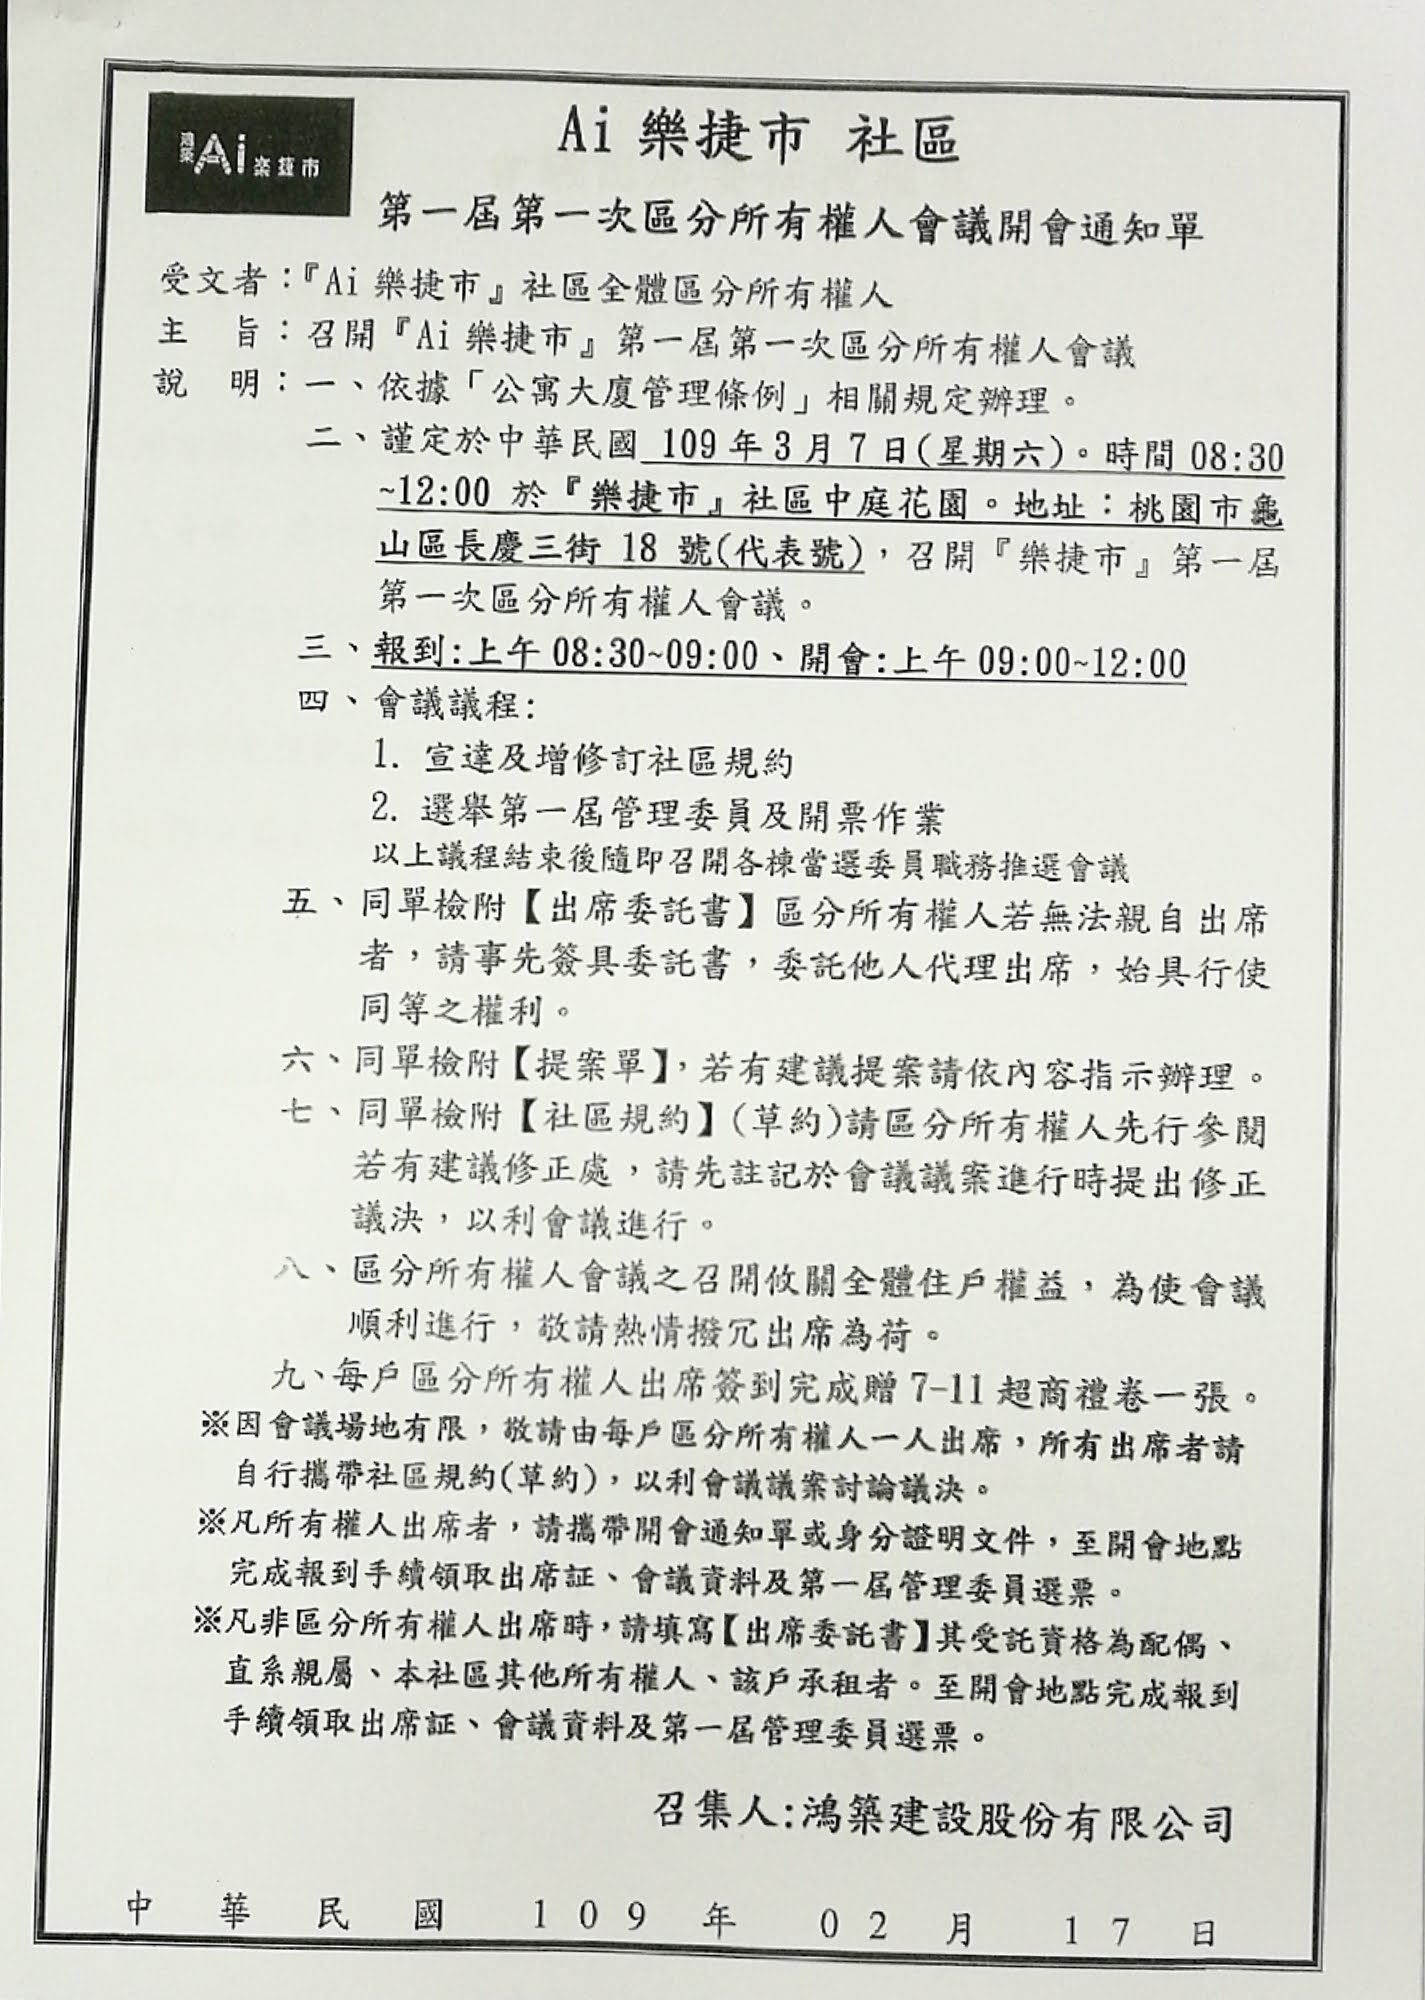 鴻築 Ai 楽捷市
Ai 樂捷市 社區
第一屆第一次區分所有權人會議開會通知單
受文者：『Ai 樂捷市』社區全體區分所有權人
主　旨：召開『Ai 樂捷市』第一屆第一次區分所有權人會議
說　明：一、依據「公寓大廈管理條例」相關規定辦理。
二、謹定於中華民國 109 年 3 月 7 日(星期六)。時間 08:30
~12:00 於『樂捷市』社區中庭花園。地址：桃園市龜
山區長慶三街 18 號(代表號)，召開『樂捷市』第一屆
第一次區分所有權人會議。
三、報到:上午 08:30~09:00、開會:上午 09:00~12:00
四、會議議程:
1. 宣達及增修訂社區規約
2. 選舉第一屆管理委員及開票作業
以上議程結束後隨即召開各棟當選委員職務推選會議
五、同單檢附【出席委託書】區分所有權人若無法親自出席
者，請事先簽具委託書，委託他人代理出席，始具行使
同等之權利。
六、同單檢附【提案單】，若有建議提案請依內容指示辦理。
七、同單檢附【社區規約】(草約)請區分所有權人先行參閱
若有建議修正處，請先註記於會議議案進行時提出修正
議決，以利會議進行。
八、區分所有權人會議之召開攸關全體住戶權益，為使會議
順利進行，敬請熱情撥冗出席為荷。
九、每戶區分所有權人出席簽到完成贈 7-11 超商禮卷一張。
※因會議場地有限，敬請由每戶區分所有權人一人出席，所有出席者請
自行攜帶社區規約(草約)，以利會議議案討論議決。
※凡所有權人出席者，請攜帶開會通知單或身分證明文件，至開會地點
完成報到手續領取出席証、會議資料及第一屆管理委員選票。
※凡非區分所有權人出席時，請填寫【出席委託書】其受託資格為配偶、
直系親屬、本社區其他所有權人、該戶承租者。至開會地點完成報到
手續領取出席証、會議資料及第一屆管理委員選票。
召集人:鴻築建設股份有限公司
中 華 民 國 109 年 02 月 17 日